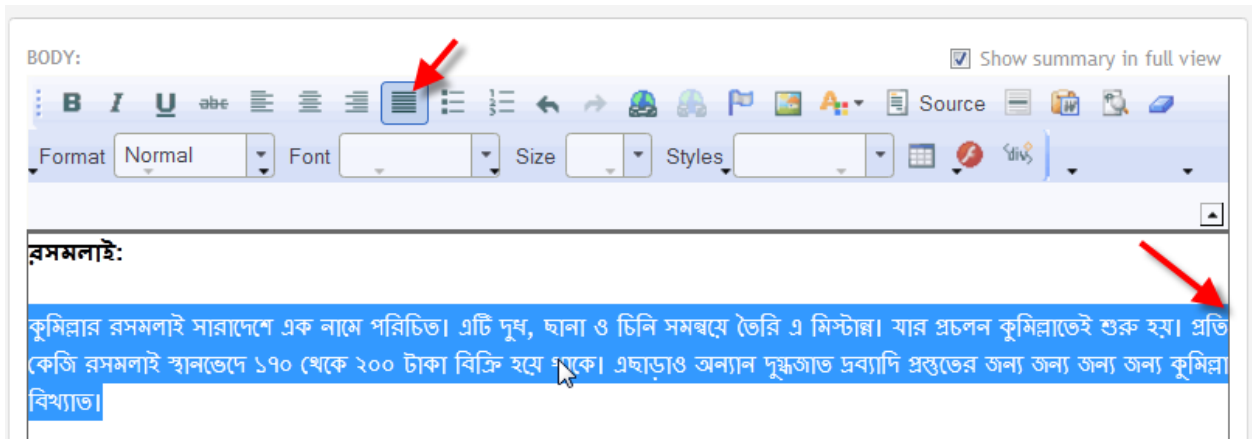 BODY:
Show summary in full view
B I U abc Source
Format Normal Font Size Styles
রসমলাই:
কুমিল্লার রসমলাই সারাদেশে এক নামে পরিচিত। এটি দুধ, ছানা ও চিনি সমন্বয়ে তৈরি এ মিস্টান্ন। যার প্রচলন কুমিল্লাতেই শুরু হয়। প্রতি
কেজি রসমলাই স্থানভেদে ১৭০ থেকে ২০০ টাকা বিক্রি হয়ে থাকে। এছাড়াও অন্যান দুগ্ধজাত দ্রব্যাদি প্রস্তুতের জন্য জন্য জন্য জন্য কুমিল্লা
বিখ্যাত।